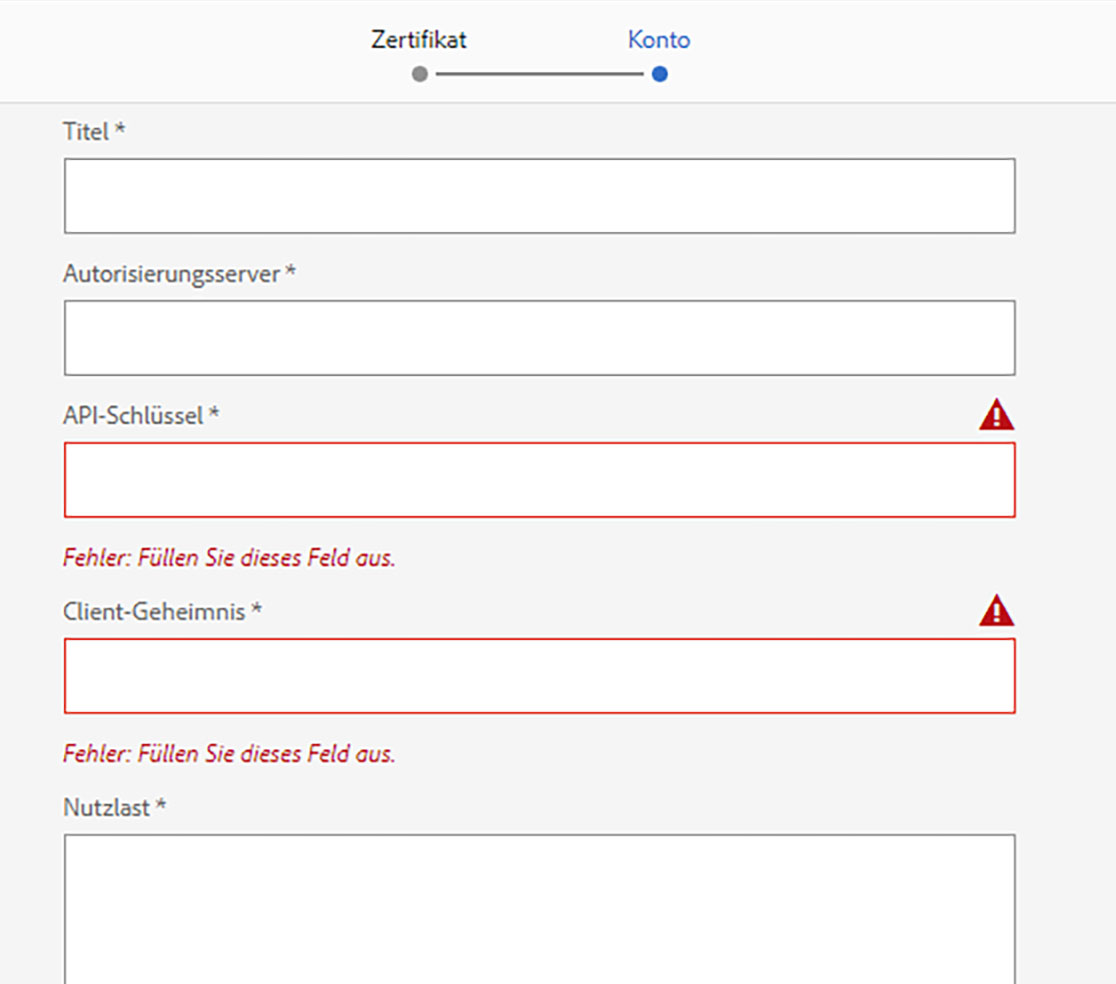 Zertifikat Konto
Titel *
Autorisierungsserver *
API-Schlüssel *
Fehler: Füllen Sie dieses Feld aus.
Client-Geheimnis *
Fehler: Füllen Sie dieses Feld aus.
Nutzlast *